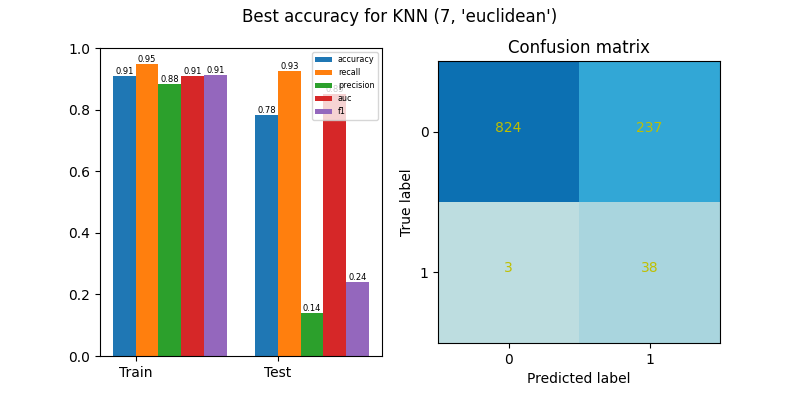 Best accuracy for KNN (7, 'euclidean')
1.0
0.8
0.6
0.4
0.2
0.0
0.91
0.95
0.88
0.91
0.91
0.78
0.93
0.14
0.24
accuracy
recall
precision
auc
f1
Train
Test
Confusion matrix
True label
0
1
824
237
3
38
0
1
Predicted label